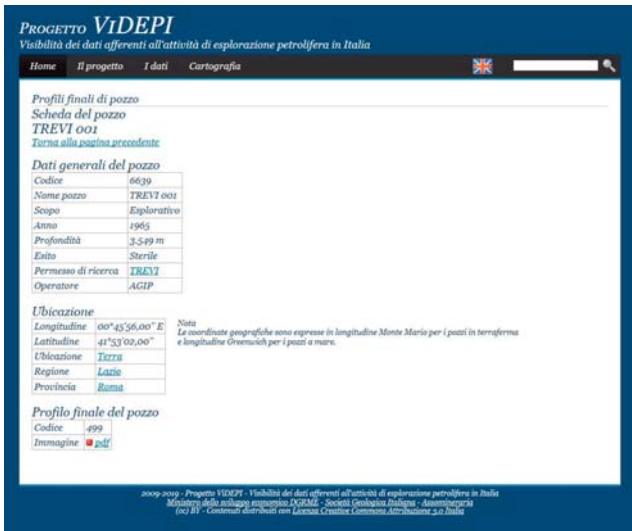 PROGETTO VIDEPI
Visibilità dei dati afferenti all'attività di esplorazione petrolifera in Italia
Home Il progetto I dati Cartografia
Profili finali di pozzo
Scheda del pozzo
TREVI 001
Torna alla pagina precedente
Dati generali del pozzo
Codice 6639
Nome pozzo TREVI 001
Scopo Esplorativo
Anno 1965
Profondità 3.549 m
Esito Sterile
Permesso di ricerca TREVI
Operatore AGIP
Ubicazione
Longitudine 00°45'56,00" E
Nota
Le coordinate geografiche sono espresse in longitudine Monte Mario per i pozzi in terraferma
e longitudine Greenwich per i pozzi a mare.
Latitudine 41°53'02,00"
Ubicazione Terra
Regione Lazio
Provincia Roma
Profilo finale del pozzo
Codice 499
Immagine pdf
2009-2019 - Progetto ViDEPI - Visibilità dei dati afferenti all'attività di esplorazione petrolifera in Italia
Ministero dello sviluppo economico DGRME - Società Geologica Italiana - Assomineraria
(cc) BY - Contenuti distribuiti con Licenza Creative Commons Attribuzione 3.0 Italia